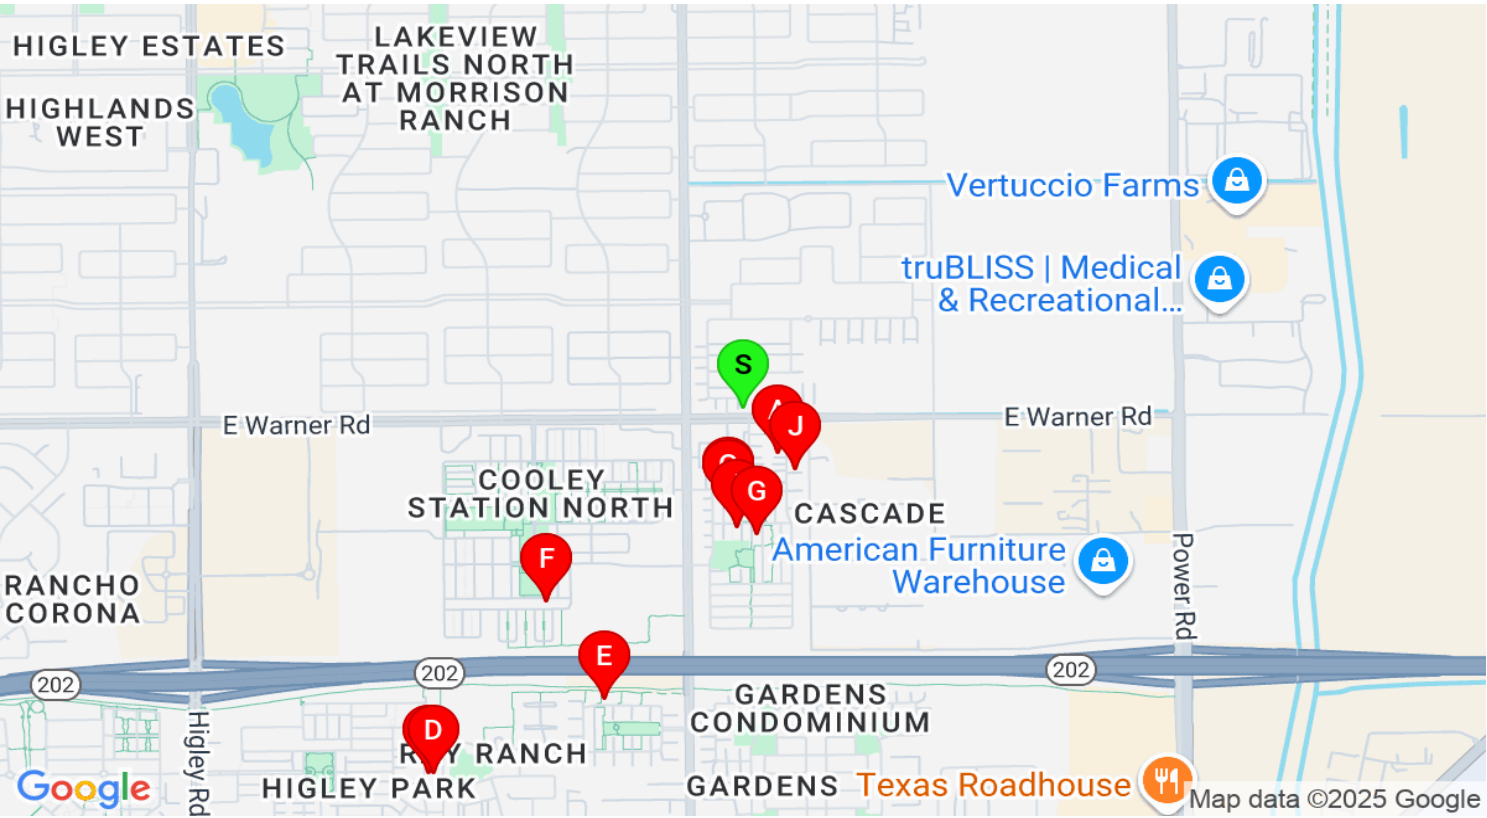 HIGLEY ESTATES
LAKEVIEW
TRAILS NORTH
AT MORRISON
RANCH
HIGHLANDS
WEST
Vertuccio Farms
truBLISS | Medical
& Recreational...
S
E Warner Rd
E Warner Rd
A
J
COOLEY
STATION NORTH
G
CASCADE
American Furniture
Warehouse
F
RANCHO
CORONA
Power Rd
E
202
202
202
GARDENS
CONDOMINIUM
Higley Rd
D
RAY RANCH
HIGLEY PARK
GARDENS
Texas Roadhouse
Google
Map data ©2025 Google